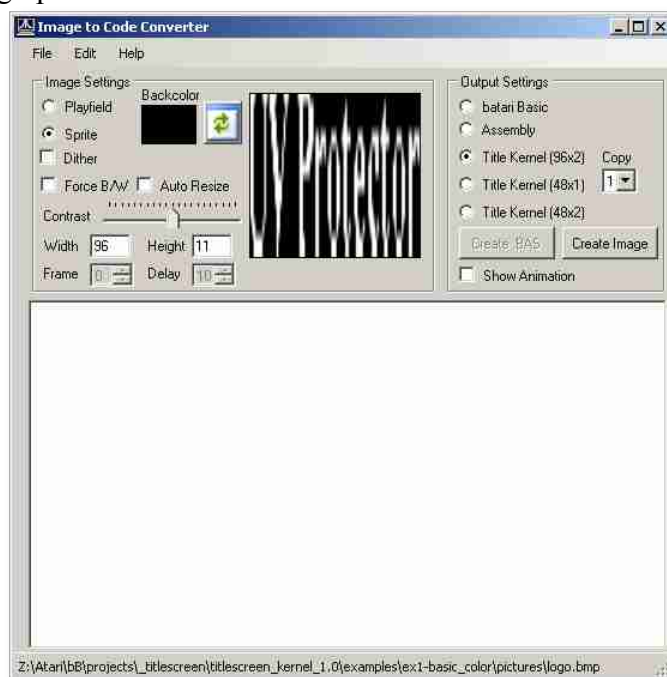 Image to Code Converter
File Edit Help
Image Settings
Playfield
Sprite
Dither
Backcolor
Force B/W Auto Resize
Contrast
Width 96 Height 11
Frame 0 Delay 10
UV Protector
Output Settings
batari Basic
Assembly
Title Kernel (96x2) Copy
Title Kernel (48x1) 1
Title Kernel (48x2)
Create .BAS Create Image
Show Animation
Z:\Atari\bB\projects\_titlescreen\titlescreen_kernel_1.0\examples\ex1-basic_color\pictures\logo.bmp